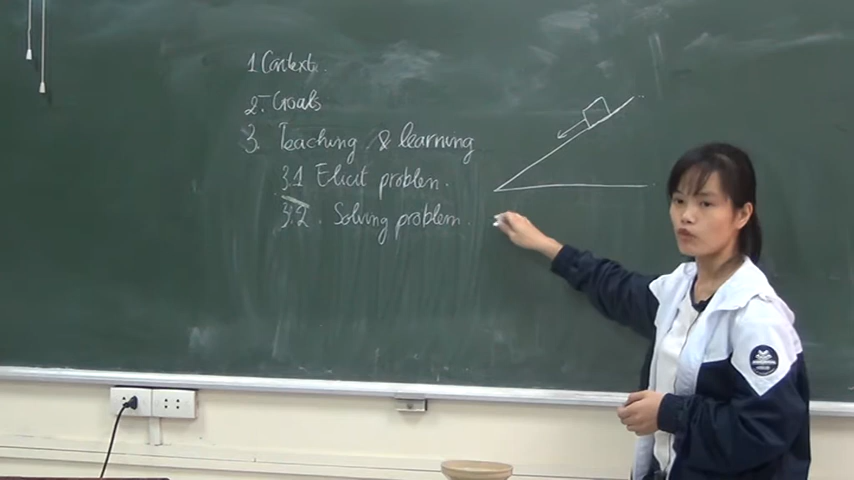 1 Context.
2. Goals
3. Teaching & learning
3.1 Elicit problem.
3.2. Solving problem.